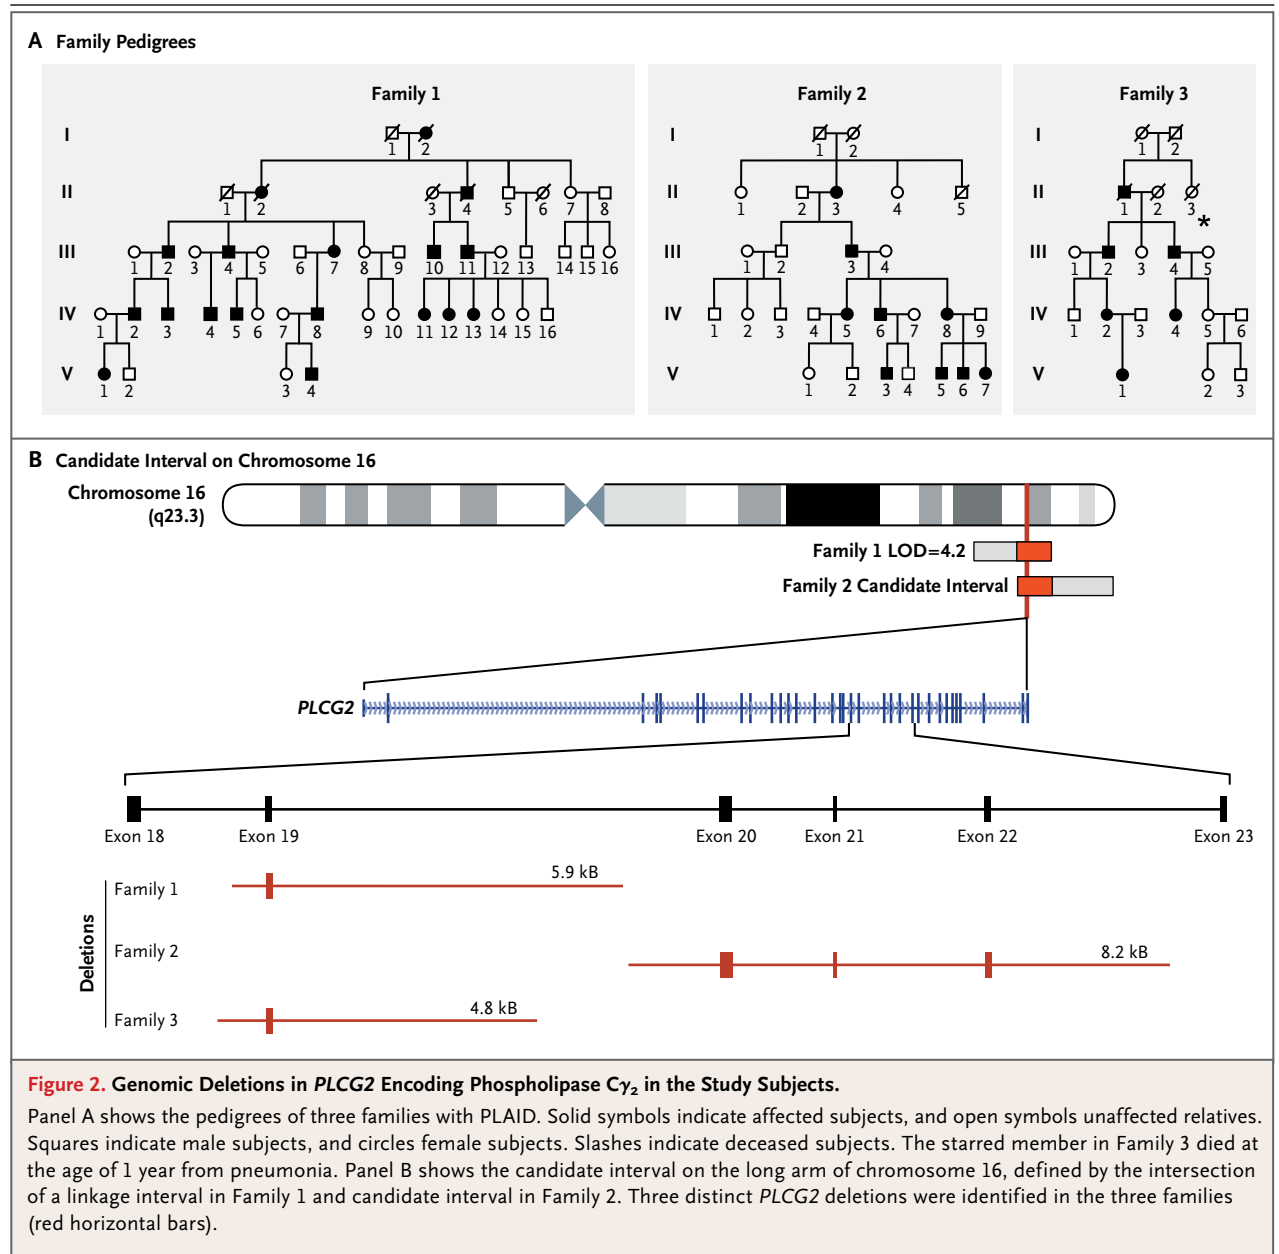 A Family Pedigrees
Family 1
I
1 2
II
1 2 3 4 5 6 7 8
III
1 2 3 4 5 6 7 8 9 10 11 12 13 14 15 16
IV
1 2 3 4 5 6 7 8 9 10 11 12 13 14 15 16
V
1 2 3 4
Family 2
I
1 2
II
1 2 3 4 5
III
1 2 3 4
IV
1 2 3 4 5 6 7 8 9
V
1 2 3 4 5 6 7
Family 3
I
1 2
II
1 2 3
*
III
1 2 3 4 5
IV
1 2 3 4 5 6
V
1 2 3
B Candidate Interval on Chromosome 16
Chromosome 16
(q23.3)
Family 1 LOD=4.2
Family 2 Candidate Interval
PLCG2
Exon 18 Exon 19 Exon 20 Exon 21 Exon 22 Exon 23
Deletions
Family 1 5.9 kB
Family 2 8.2 kB
Family 3 4.8 kB
Figure 2. Genomic Deletions in PLCG2 Encoding Phospholipase Cγ₂ in the Study Subjects.
Panel A shows the pedigrees of three families with PLAID. Solid symbols indicate affected subjects, and open symbols unaffected relatives.
Squares indicate male subjects, and circles female subjects. Slashes indicate deceased subjects. The starred member in Family 3 died at
the age of 1 year from pneumonia. Panel B shows the candidate interval on the long arm of chromosome 16, defined by the intersection
of a linkage interval in Family 1 and candidate interval in Family 2. Three distinct PLCG2 deletions were identified in the three families
(red horizontal bars).